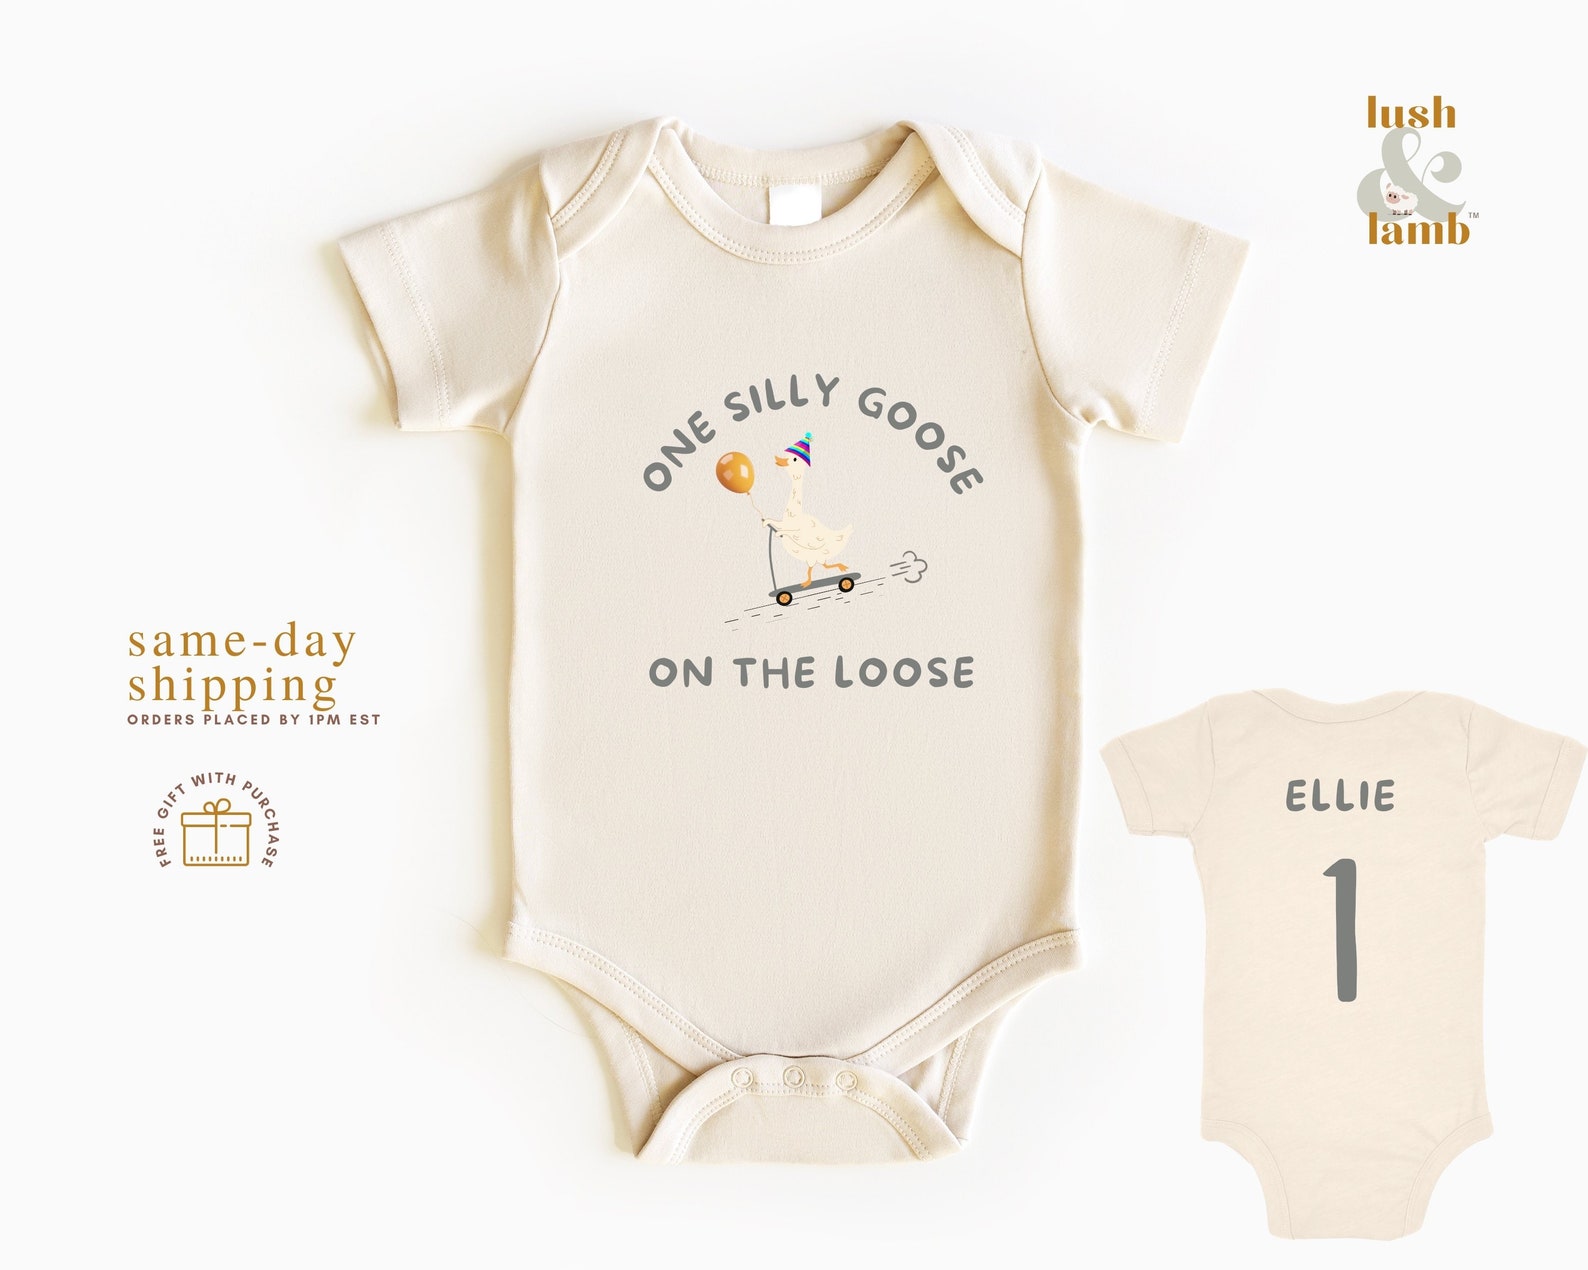 lush
&
lamb™
ONE SILLY GOOSE
ON THE LOOSE
same-day
shipping
ORDERS PLACED BY 1PM EST
FREE GIFT WITH PURCHASE
ELLIE
1